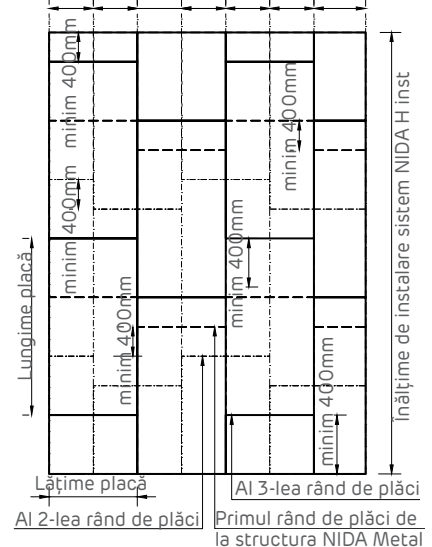 minim 400mm
minim 400mm
minim 400mm
minim 400mm
minim 400mm
minim 400mm
Lungime placă
Înălțime de instalare sistem NIDA H inst
Lățime placă
Al 3-lea rând de plăci
Al 2-lea rând de plăci
Primul rând de plăci de
la structura NIDA Metal